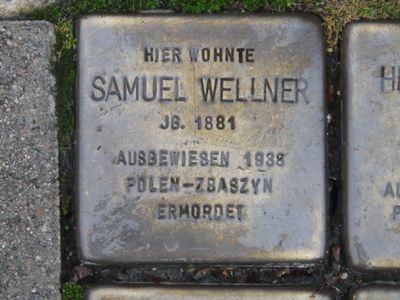 HIER WOHNTE
SAMUEL WELLNER
JG. 1881
AUSGEWIESEN 1938
POLEN-ZBASZYN
ERMORDET